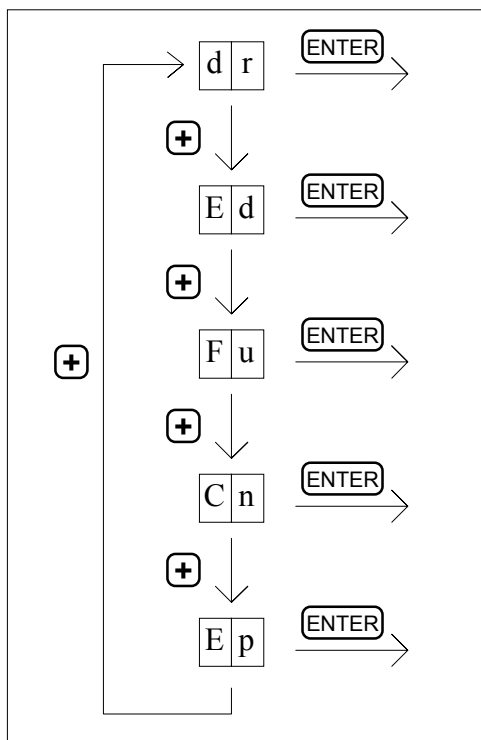 d r ENTER
+
E d ENTER
+
F u ENTER
+
+
C n ENTER
+
E p ENTER